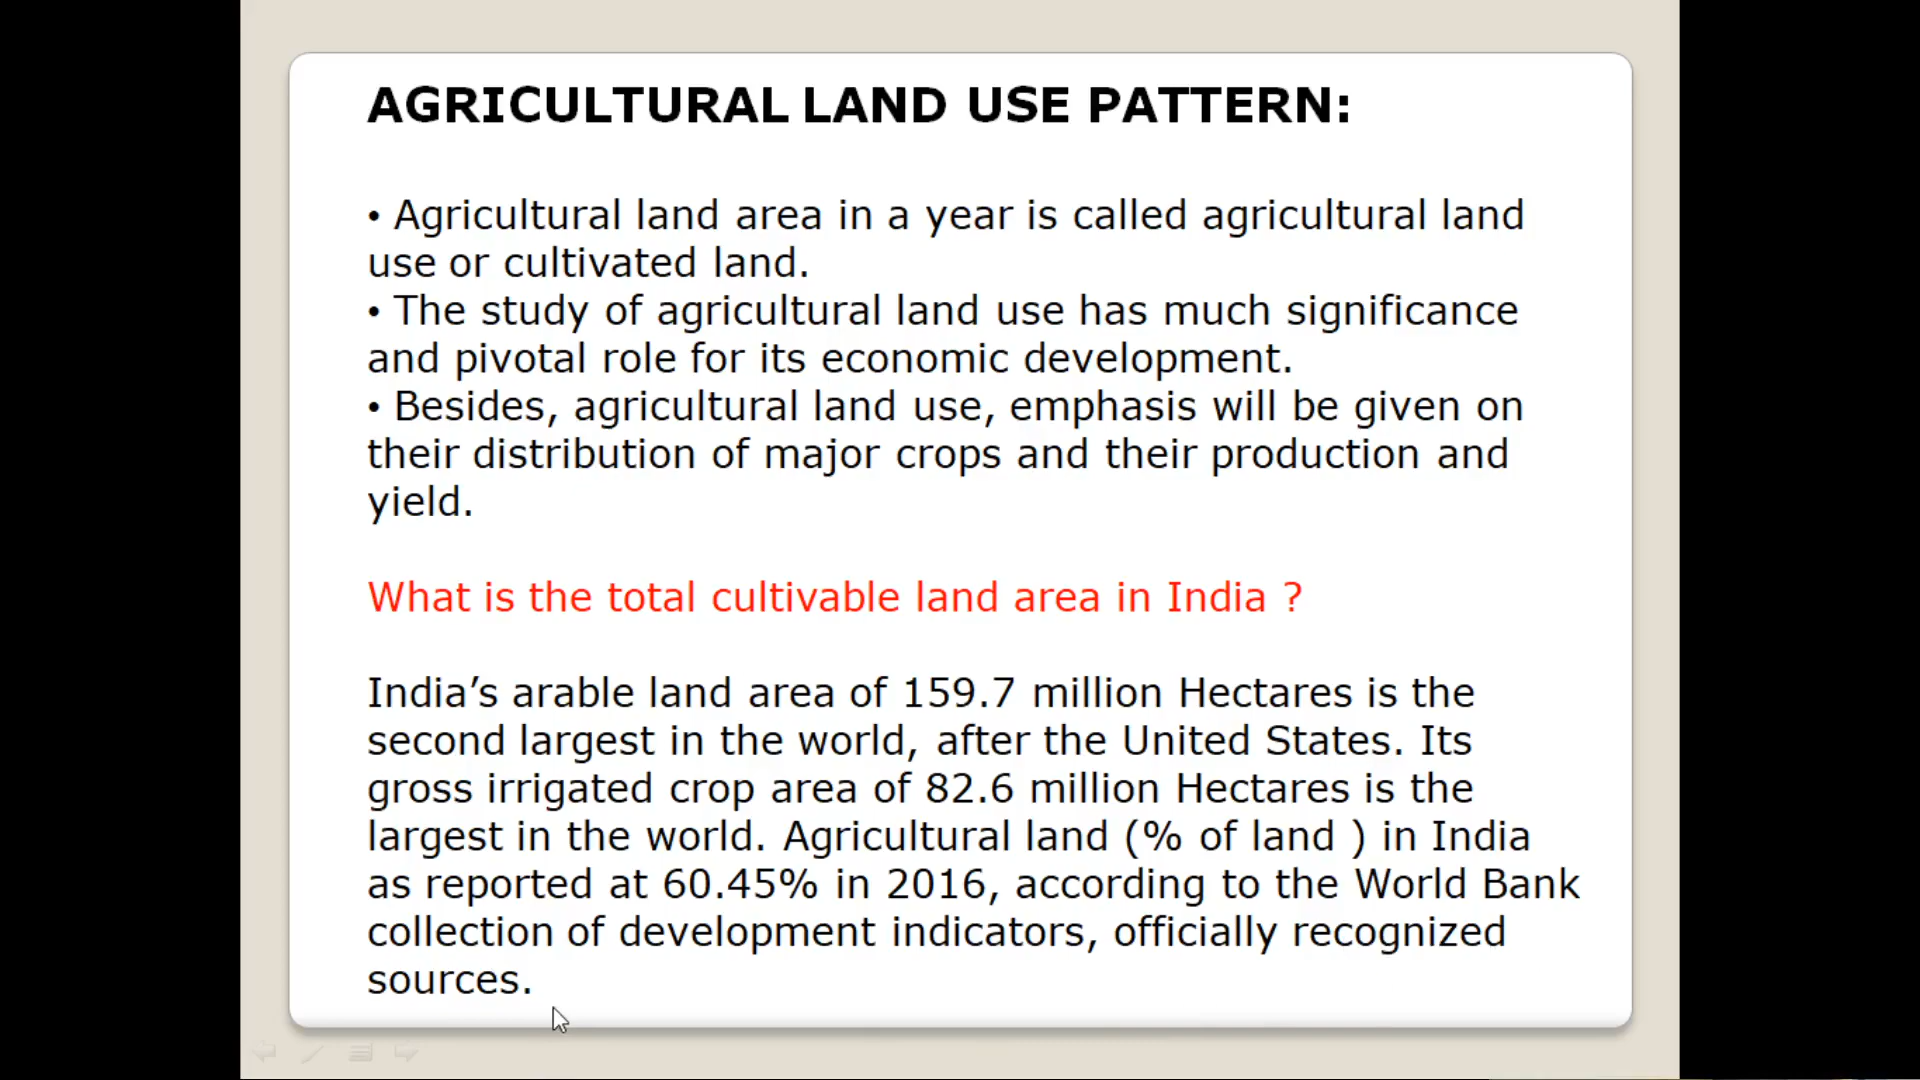 AGRICULTURAL LAND USE PATTERN:
• Agricultural land area in a year is called agricultural land
use or cultivated land.
• The study of agricultural land use has much significance
and pivotal role for its economic development.
• Besides, agricultural land use, emphasis will be given on
their distribution of major crops and their production and
yield.
What is the total cultivable land area in India ?
India’s arable land area of 159.7 million Hectares is the
second largest in the world, after the United States. Its
gross irrigated crop area of 82.6 million Hectares is the
largest in the world. Agricultural land (% of land ) in India
as reported at 60.45% in 2016, according to the World Bank
collection of development indicators, officially recognized
sources.